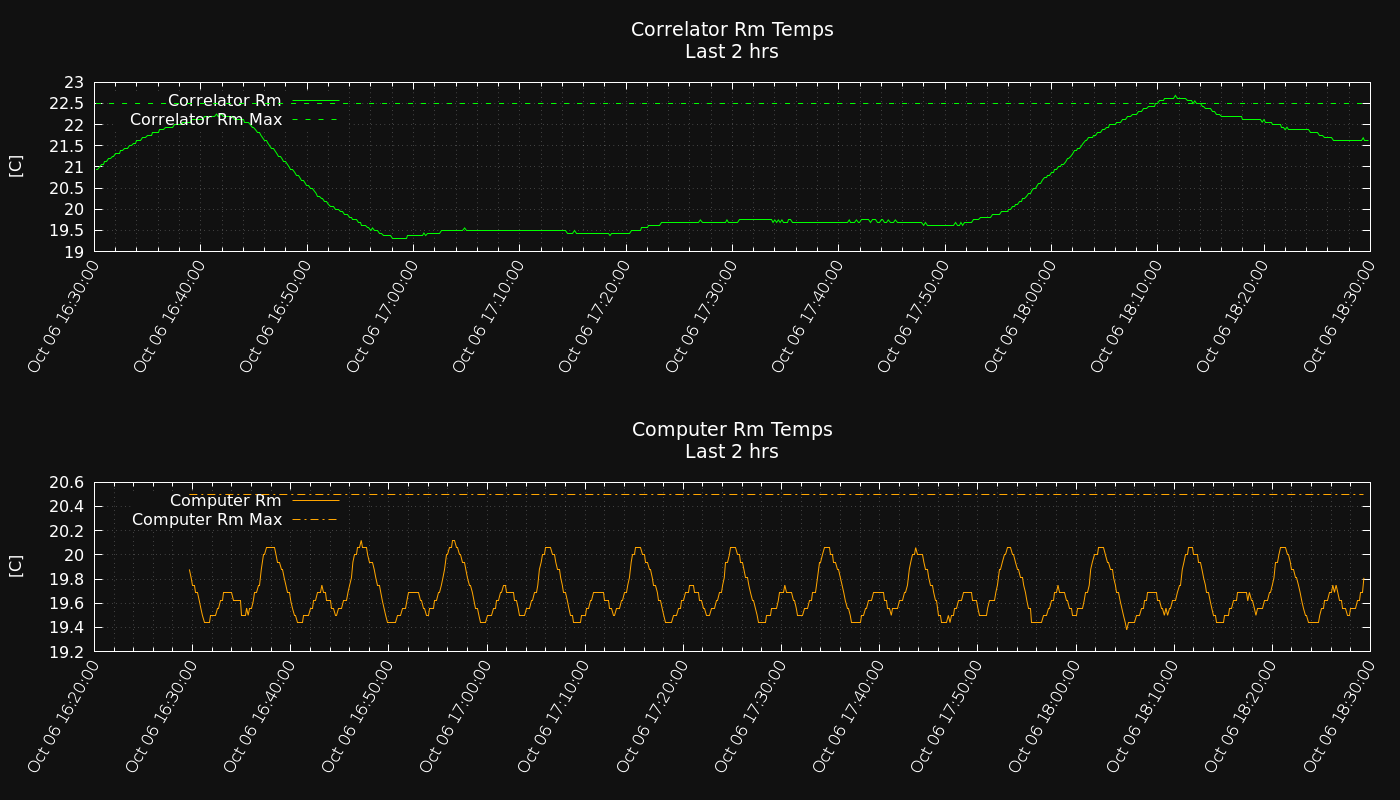 Correlator Rm Temps
Last 2 hrs
23
22.5
22
21.5
21
20.5
20
19.5
19
[C]
Correlator Rm
Correlator Rm Max
Oct 06 16:30:00
Oct 06 16:40:00
Oct 06 16:50:00
Oct 06 17:00:00
Oct 06 17:10:00
Oct 06 17:20:00
Oct 06 17:30:00
Oct 06 17:40:00
Oct 06 17:50:00
Oct 06 18:00:00
Oct 06 18:10:00
Oct 06 18:20:00
Oct 06 18:30:00
Computer Rm Temps
Last 2 hrs
20.6
20.4
20.2
20
19.8
19.6
19.4
19.2
[C]
Computer Rm
Computer Rm Max
Oct 06 16:20:00
Oct 06 16:30:00
Oct 06 16:40:00
Oct 06 16:50:00
Oct 06 17:00:00
Oct 06 17:10:00
Oct 06 17:20:00
Oct 06 17:30:00
Oct 06 17:40:00
Oct 06 17:50:00
Oct 06 18:00:00
Oct 06 18:10:00
Oct 06 18:20:00
Oct 06 18:30:00